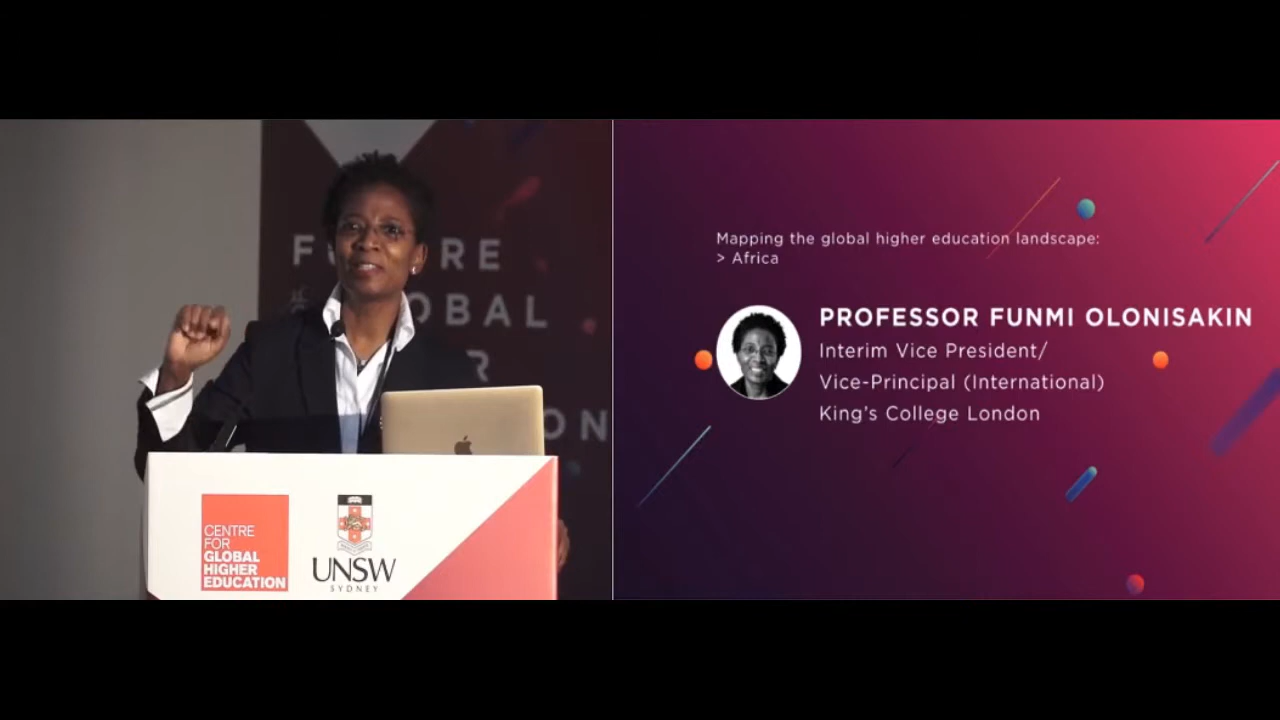 CENTRE
FOR
GLOBAL
HIGHER
EDUCATION
UNSW
SYDNEY
Mapping the global higher education landscape:
> Africa
PROFESSOR FUNMI OLONISAKIN
Interim Vice President/
Vice-Principal (International)
King's College London